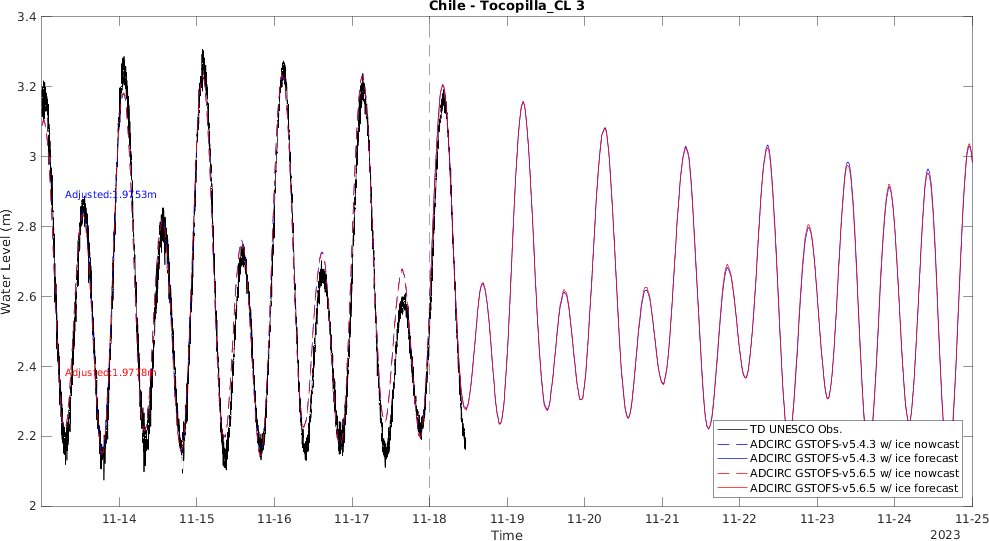 Chile - Tocopilla_CL 3
3.4
3.2
3
2.8
2.6
2.4
2.2
2
Water Level (m)
Adjusted:1.9753m
Adjusted:1.9778m
TD UNESCO Obs.
ADCIRC GSTOFS-v5.4.3 w/ ice nowcast
ADCIRC GSTOFS-v5.4.3 w/ ice forecast
ADCIRC GSTOFS-v5.6.5 w/ ice nowcast
ADCIRC GSTOFS-v5.6.5 w/ ice forecast
11-14 11-15 11-16 11-17 11-18 11-19 11-20 11-21 11-22 11-23 11-24 11-25
Time
2023